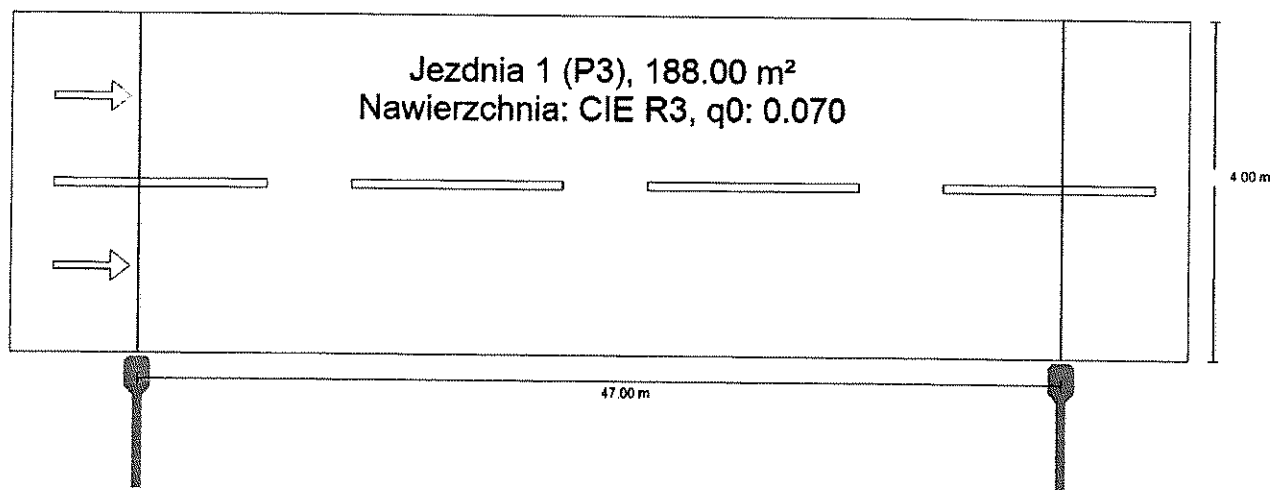 Jezdnia 1 (P3), 188.00 m²
Nawierzchnia: CIE R3, q0: 0.070
4.00 m
47.00 m